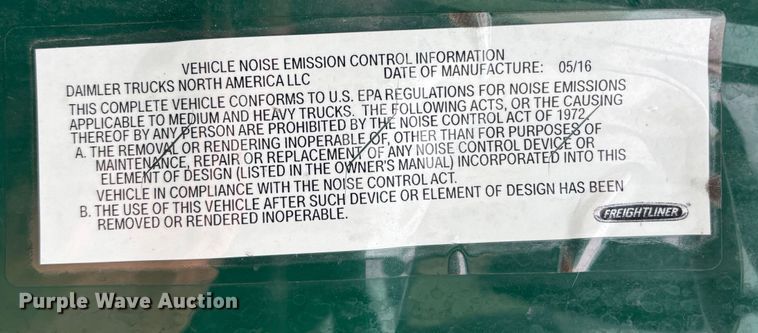 VEHICLE NOISE EMISSION CONTROL INFORMATION
DAIMLER TRUCKS NORTH AMERICA LLC DATE OF MANUFACTURE: 05/16
THIS COMPLETE VEHICLE CONFORMS TO U.S. EPA REGULATIONS FOR NOISE EMISSIONS
APPLICABLE TO MEDIUM AND HEAVY TRUCKS. THE FOLLOWING ACTS, OR THE CAUSING
THEREOF BY ANY PERSON ARE PROHIBITED BY THE NOISE CONTROL ACT OF 1972.
A. THE REMOVAL OR RENDERING INOPERABLE OF, OTHER THAN FOR PURPOSES OF
MAINTENANCE, REPAIR OR REPLACEMENT OF ANY NOISE CONTROL DEVICE OR
ELEMENT OF DESIGN (LISTED IN THE OWNER'S MANUAL) INCORPORATED INTO THIS
VEHICLE IN COMPLIANCE WITH THE NOISE CONTROL ACT.
B. THE USE OF THIS VEHICLE AFTER SUCH DEVICE OR ELEMENT OF DESIGN HAS BEEN
REMOVED OR RENDERED INOPERABLE.
FREIGHTLINER
Purple Wave Auction